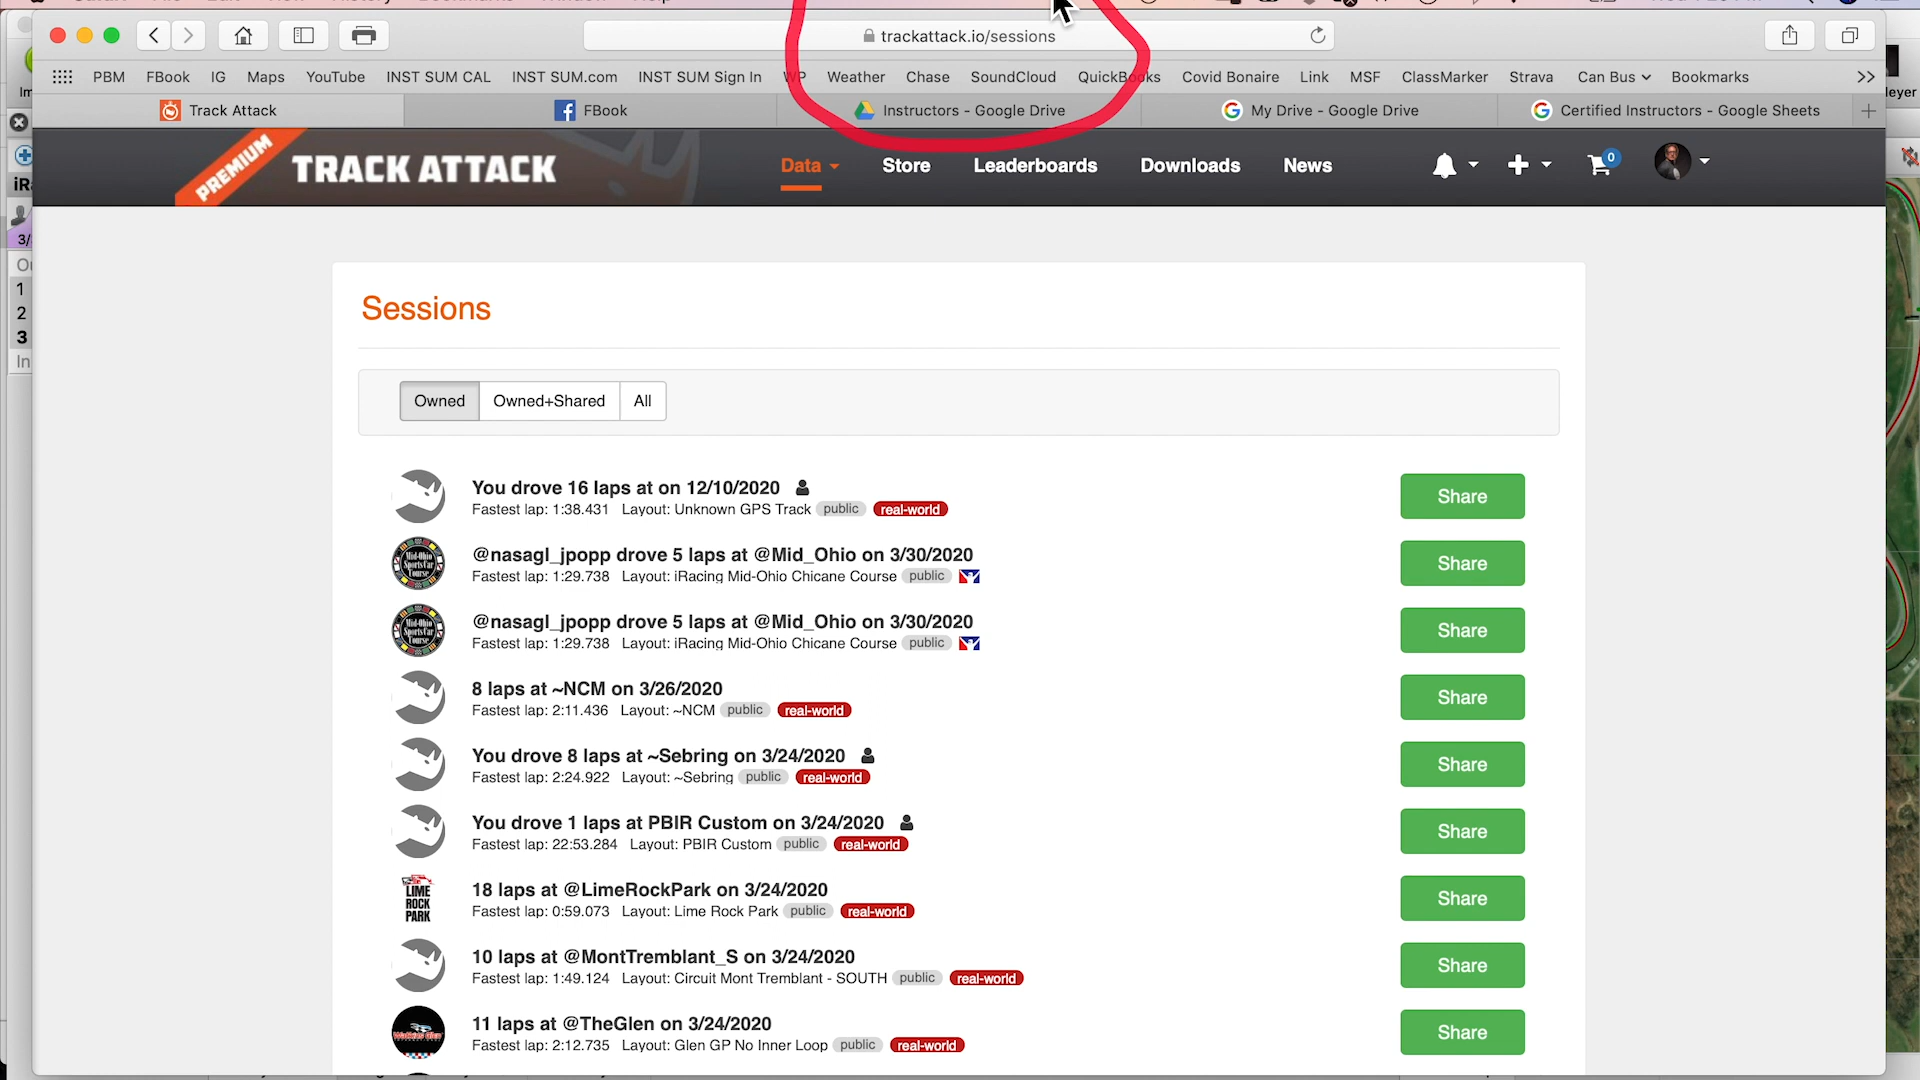 trackattack.io/sessions
PBM FBook IG Maps YouTube INST SUM CAL INST SUM.com INST SUM Sign In WP Weather Chase SoundCloud QuickBooks Covid Bonaire Link MSF ClassMarker Strava Can Bus Bookmarks
Track Attack FBook Instructors - Google Drive My Drive - Google Drive Certified Instructors - Google Sheets
PREMIUM TRACK ATTACK Data Store Leaderboards Downloads News 0
Sessions
Owned Owned+Shared All
You drove 16 laps at on 12/10/2020
Fastest lap: 1:38.431 Layout: Unknown GPS Track public real-world
Share
@nasagl_jpopp drove 5 laps at @Mid_Ohio on 3/30/2020
Fastest lap: 1:29.738 Layout: iRacing Mid-Ohio Chicane Course public
Share
@nasagl_jpopp drove 5 laps at @Mid_Ohio on 3/30/2020
Fastest lap: 1:29.738 Layout: iRacing Mid-Ohio Chicane Course public
Share
8 laps at ~NCM on 3/26/2020
Fastest lap: 2:11.436 Layout: ~NCM public real-world
Share
You drove 8 laps at ~Sebring on 3/24/2020
Fastest lap: 2:24.922 Layout: ~Sebring public real-world
Share
You drove 1 laps at PBIR Custom on 3/24/2020
Fastest lap: 22:53.284 Layout: PBIR Custom public real-world
Share
LIME
ROCK
PARK
18 laps at @LimeRockPark on 3/24/2020
Fastest lap: 0:59.073 Layout: Lime Rock Park public real-world
Share
10 laps at @MontTremblant_S on 3/24/2020
Fastest lap: 1:49.124 Layout: Circuit Mont Tremblant - SOUTH public real-world
Share
11 laps at @TheGlen on 3/24/2020
Fastest lap: 2:12.735 Layout: Glen GP No Inner Loop public real-world
Share
1
2
3